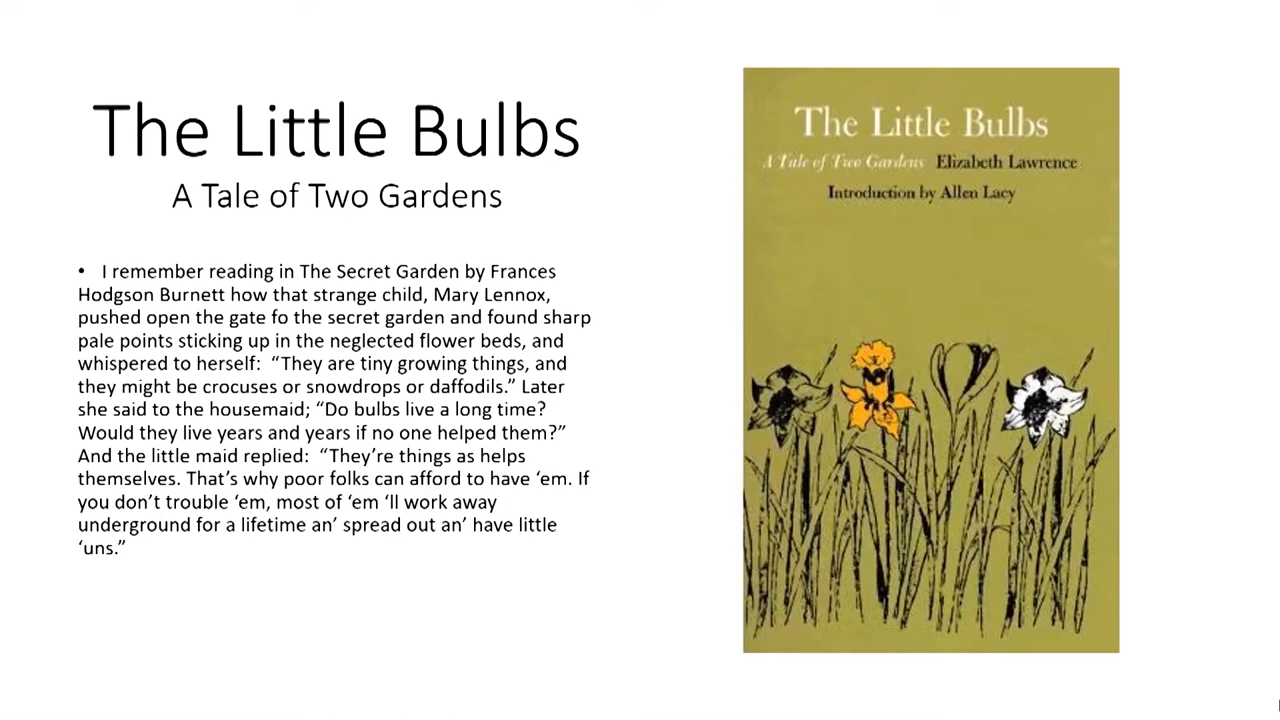 The Little Bulbs
A Tale of Two Gardens
• I remember reading in The Secret Garden by Frances
Hodgson Burnett how that strange child, Mary Lennox,
pushed open the gate fo the secret garden and found sharp
pale points sticking up in the neglected flower beds, and
whispered to herself:  “They are tiny growing things, and
they might be crocuses or snowdrops or daffodils.” Later
she said to the housemaid; “Do bulbs live a long time?
Would they live years and years if no one helped them?”
And the little maid replied:  “They’re things as helps
themselves. That’s why poor folks can afford to have ‘em. If
you don’t trouble ‘em, most of ‘em ‘ll work away
underground for a lifetime an’ spread out an’ have little
‘uns.”
The Little Bulbs
A Tale of Two Gardens Elizabeth Lawrence
Introduction by Allen Lacy